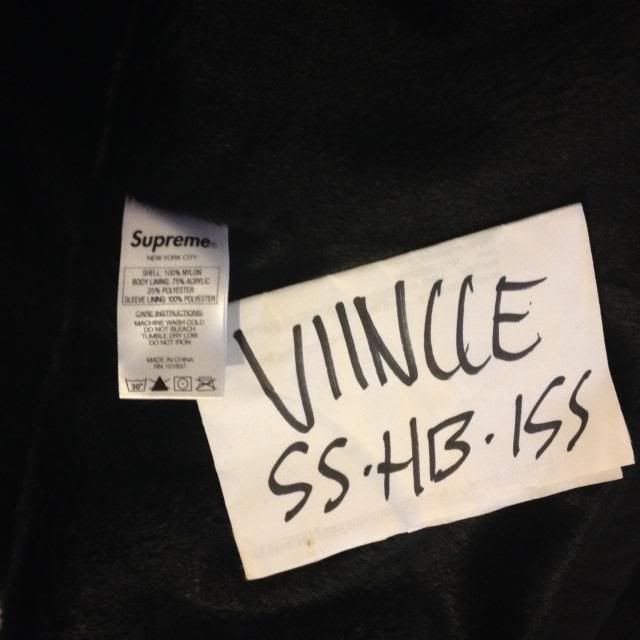 Supreme®
NEW YORK CITY
SHELL: 100% NYLON
BODY LINING: 75% ACRYLIC
25% POLYESTER
SLEEVE LINING: 100% POLYESTER
CARE INSTRUCTIONS:
MACHINE WASH COLD
DO NOT BLEACH
TUMBLE DRY LOW
DO NOT IRON
MADE IN CHINA
RN 101837
30°
VIINCCE
SS·HB·ISS